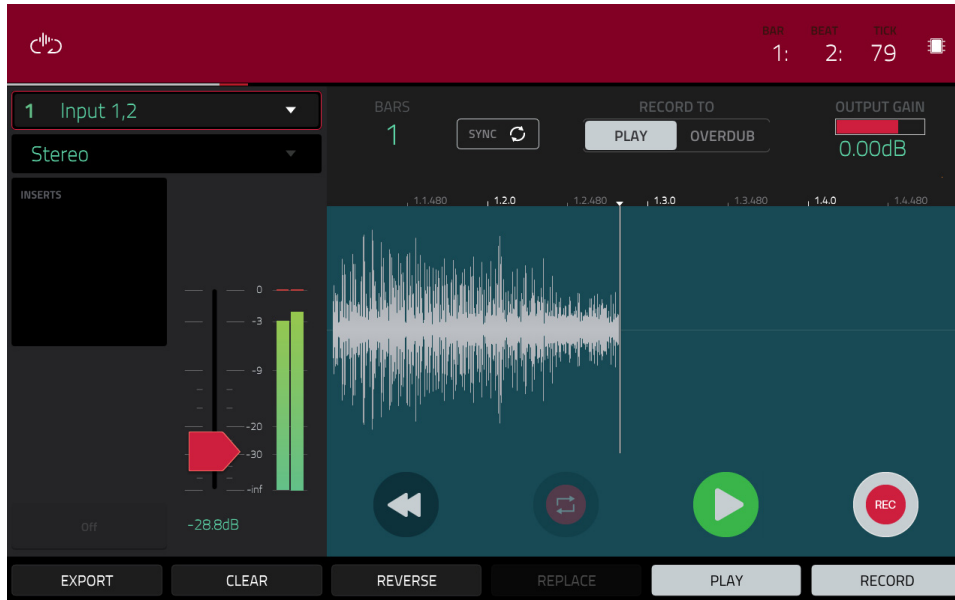 BAR BEAT TICK
1: 2: 79
1 Input 1,2
Stereo
INSERTS
Off
0
-3
-9
-20
-30
-inf
-28.8dB
BARS
1
SYNC
RECORD TO
PLAY OVERDUB
OUTPUT GAIN
0.00dB
1.1.480 1.2.0 1.2.480 1.3.0 1.3.480 1.4.0 1.4.480
REC
EXPORT CLEAR REVERSE REPLACE PLAY RECORD